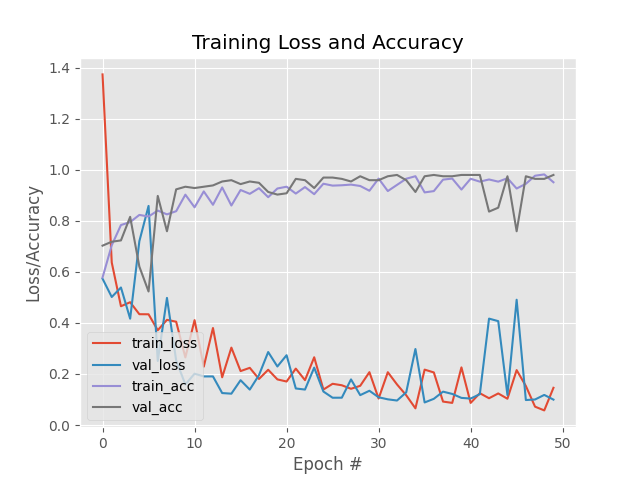 Training Loss and Accuracy
Loss/Accuracy
1.4
1.2
1.0
0.8
0.6
0.4
0.2
0.0
train_loss
val_loss
train_acc
val_acc
0 10 20 30 40 50
Epoch #